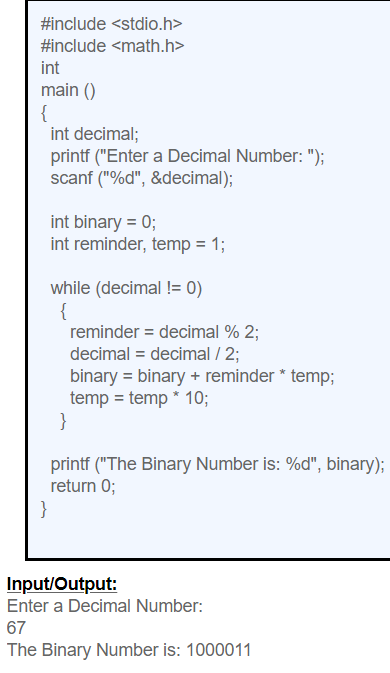 #include <stdio.h>
#include <math.h>
int
main ()
{
int decimal;
printf ("Enter a Decimal Number: ");
scanf ("%d", &decimal);
int binary = 0;
int reminder, temp = 1;
while (decimal != 0)
{
reminder = decimal % 2;
decimal = decimal / 2;
binary = binary + reminder * temp;
temp = temp * 10;
}
printf ("The Binary Number is: %d", binary);
return 0;
}
Input/Output:
Enter a Decimal Number:
67
The Binary Number is: 1000011